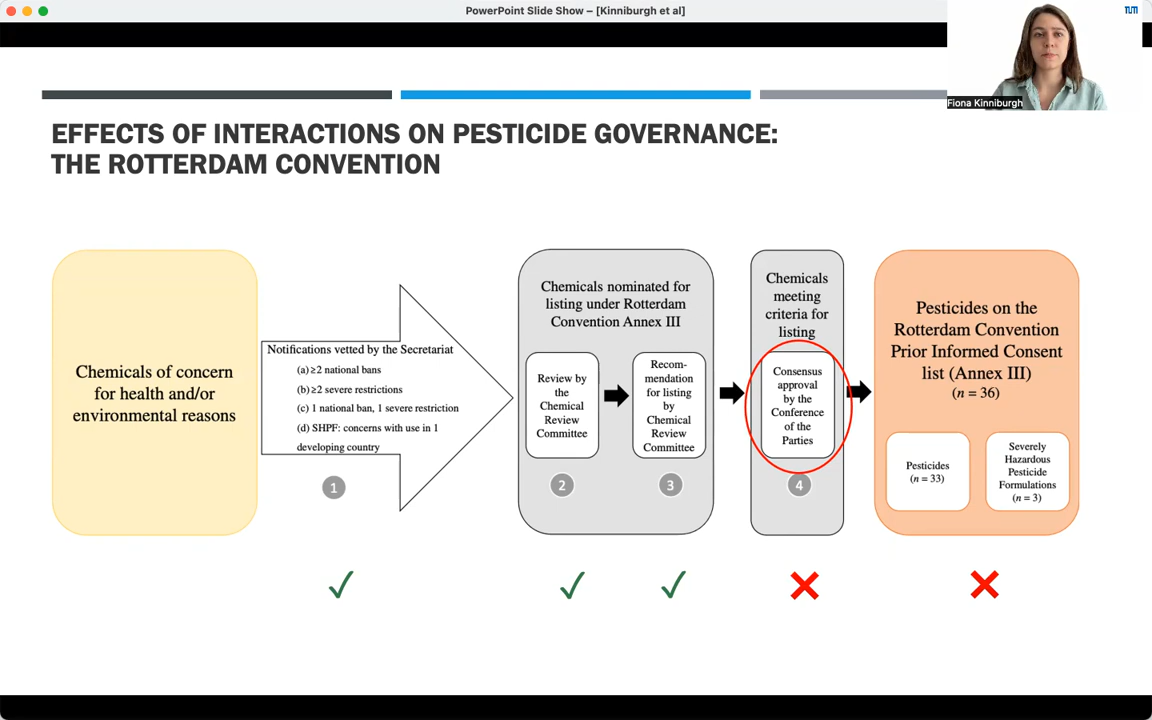 PowerPoint Slide Show – [Kinniburgh et al]
TUM
Fiona Kinniburgh
EFFECTS OF INTERACTIONS ON PESTICIDE GOVERNANCE:
THE ROTTERDAM CONVENTION
Chemicals of concern
for health and/or
environmental reasons
Notifications vetted by the Secretariat
(a) ≥2 national bans
(b) ≥2 severe restrictions
(c) 1 national ban, 1 severe restriction
(d) SHPF: concerns with use in 1
developing country
1
Chemicals nominated for
listing under Rotterdam
Convention Annex III
Review by
the
Chemical
Review
Committee
2
Recom-
mendation
for listing
by
Chemical
Review
Committee
3
Chemicals
meeting
criteria for
listing
Consensus
approval
by the
Conference
of the
Parties
4
Pesticides on the
Rotterdam Convention
Prior Informed Consent
list (Annex III)
(n = 36)
Pesticides
(n = 33)
Severely
Hazardous
Pesticide
Formulations
(n = 3)